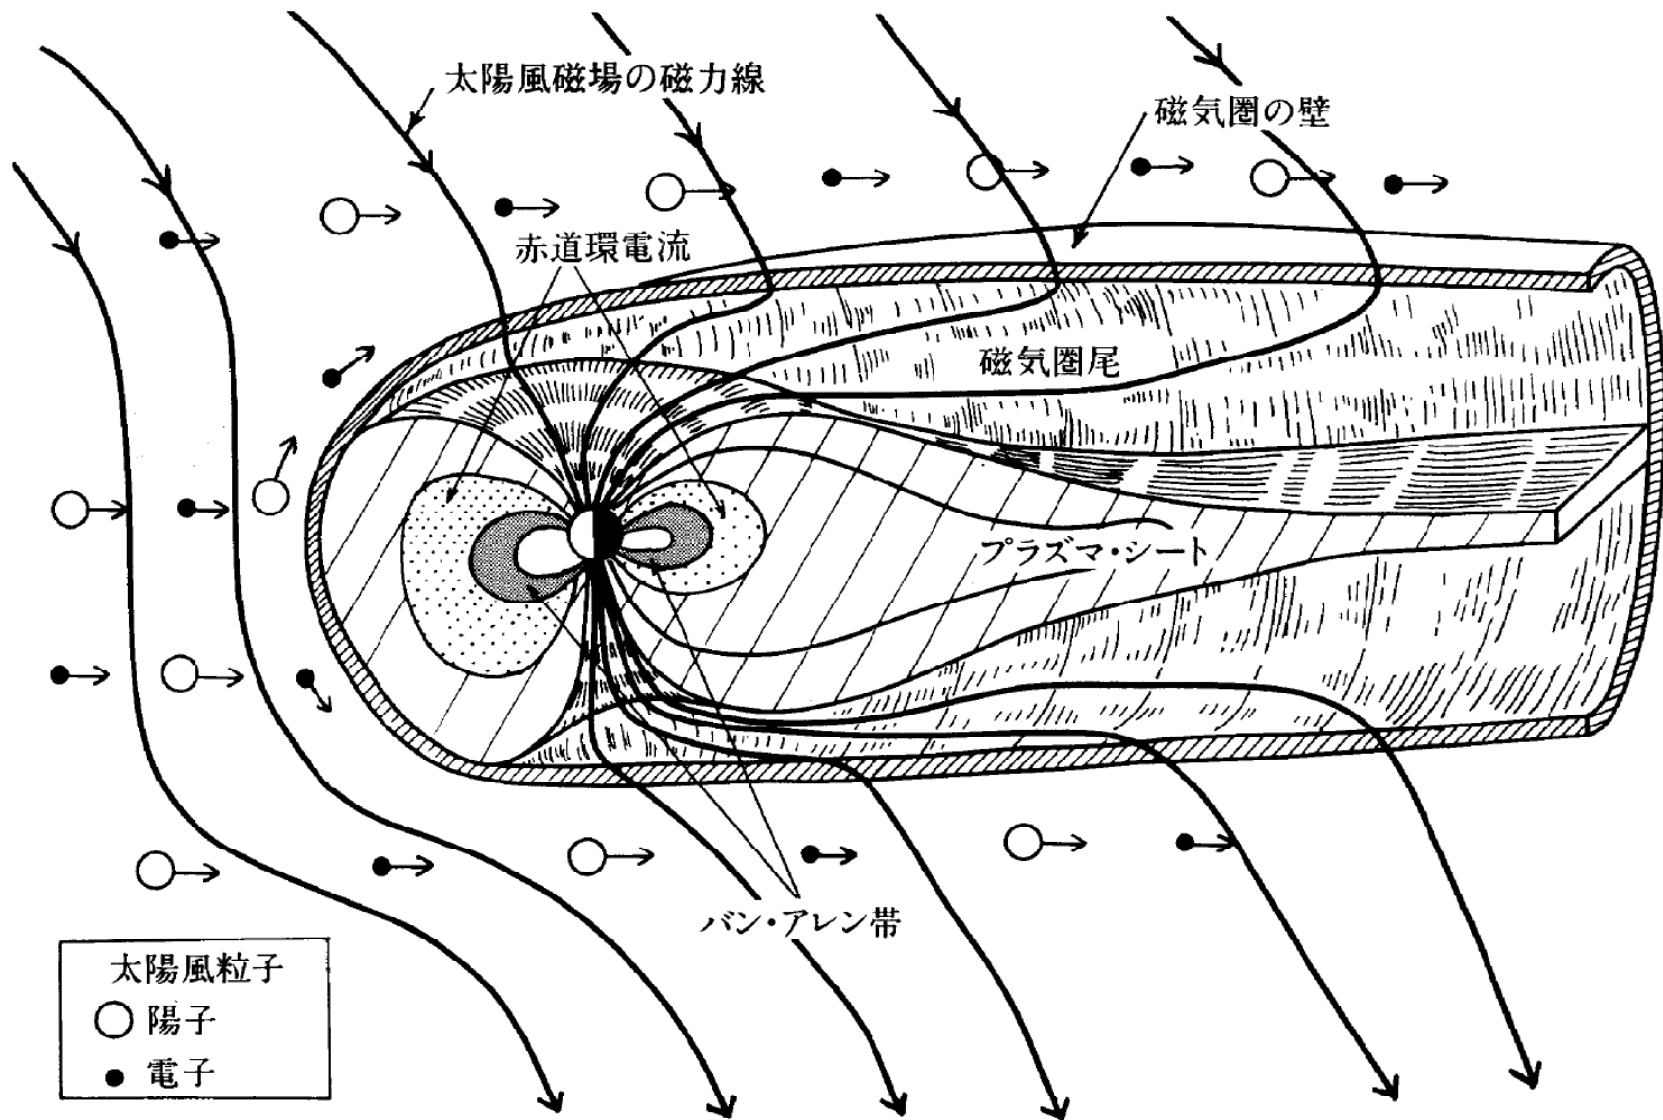 太陽風磁場の磁力線
磁気圏の壁
赤道環電流
磁気圏尾
プラズマ・シート
バン・アレン帯
太陽風粒子
陽子
電子